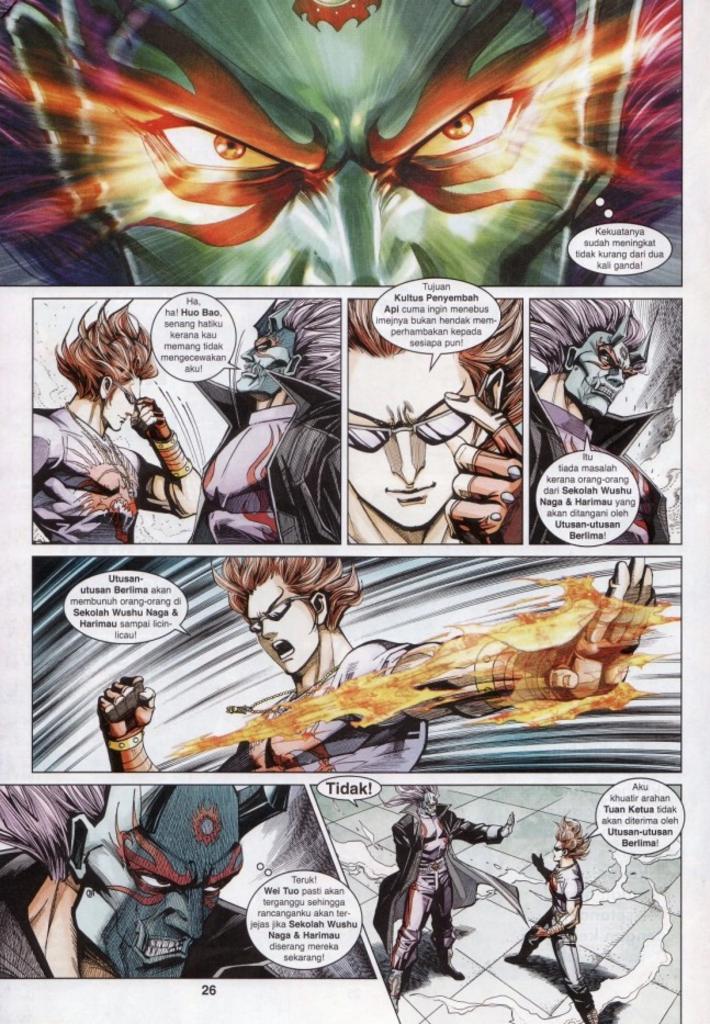 Kekuatanya
sudah meningkat
tidak kurang dari dua
kali ganda!
Ha,
ha! Huo Bao,
senang hatiku
kerana kau
memang tidak
mengecewakan
aku!
Tujuan
Kultus Penyembah
Api cuma ingin menebus
imejnya bukan hendak mem-
perhambakan kepada
sesiapa pun!
Itu
tiada masalah
kerana orang-orang
dari Sekolah Wushu
Naga & Harimau yang
akan ditangani oleh
Utusan-utusan
Berlima!
Utusan-
utusan Berlima akan
membunuh orang-orang di
Sekolah Wushu Naga &
Harimau sampai licin-
licau!
Teruk!
Wei Tuo pasti akan
terganggu sehingga
rancanganku akan ter-
jejas jika Sekolah Wushu
Naga & Harimau
diserang mereka
sekarang!
Tidak!
Aku
khuatir arahan
Tuan Ketua tidak
akan diterima oleh
Utusan-utusan
Berlima!
26